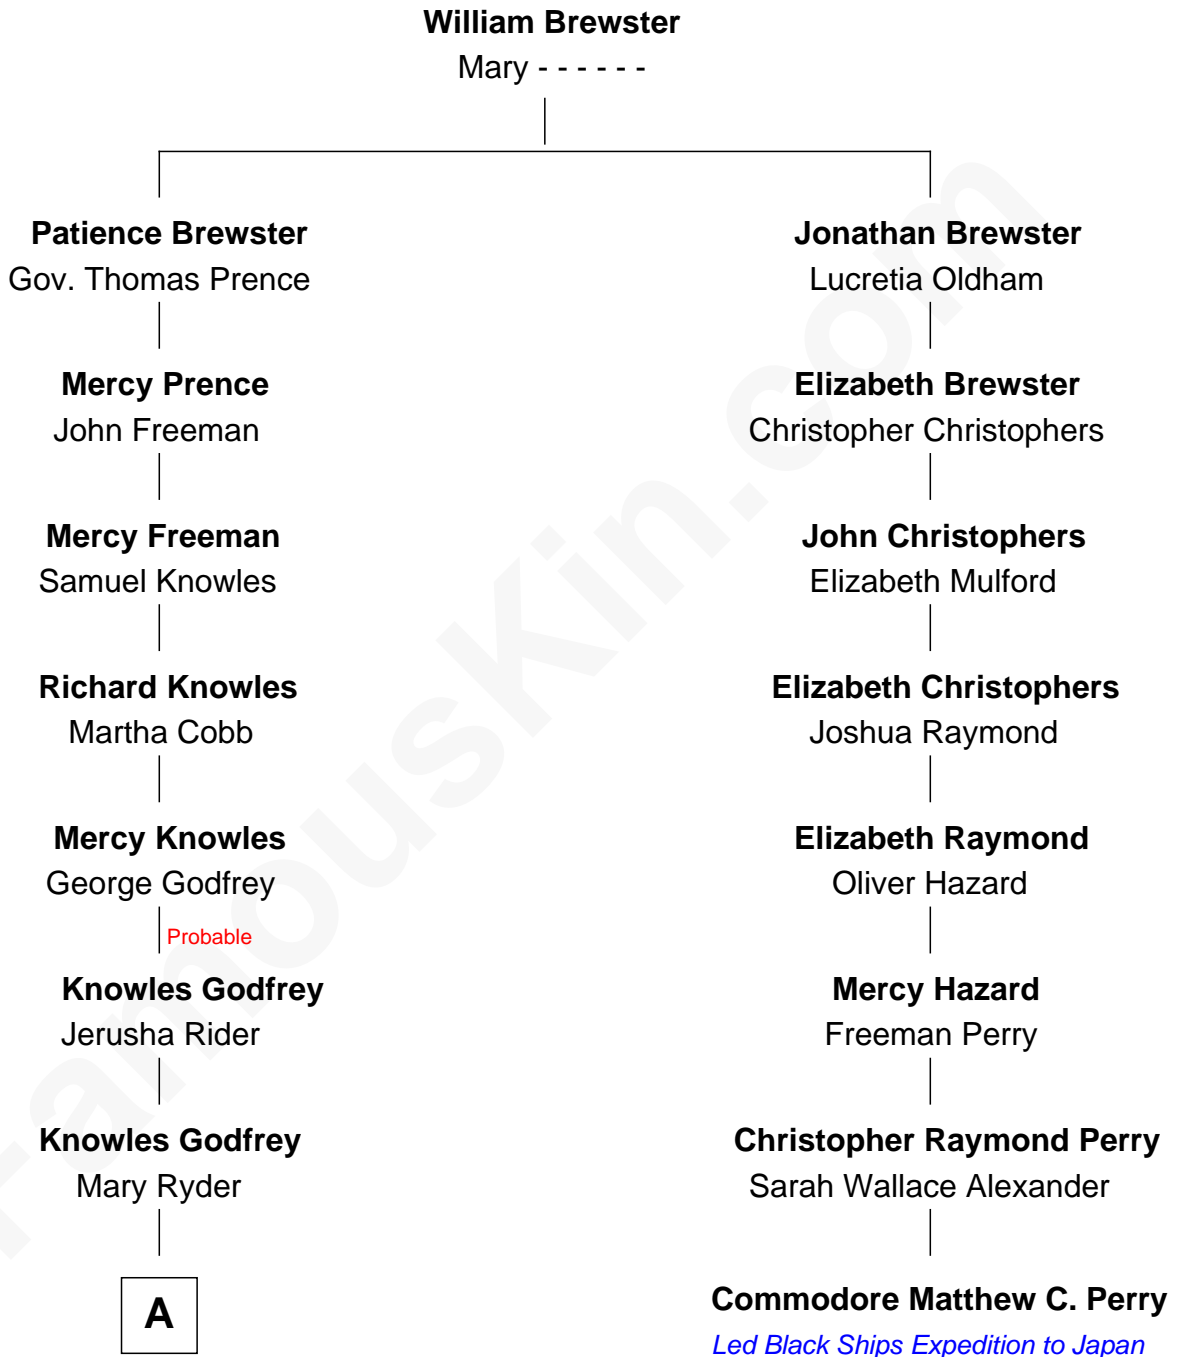 William Brewster
Mary - - - - - -
Patience Brewster
Gov. Thomas Prence
Jonathan Brewster
Lucretia Oldham
Mercy Prence
John Freeman
Elizabeth Brewster
Christopher Christophers
Mercy Freeman
Samuel Knowles
John Christophers
Elizabeth Mulford
Richard Knowles
Martha Cobb
Elizabeth Christophers
Joshua Raymond
Mercy Knowles
George Godfrey
Elizabeth Raymond
Oliver Hazard
Probable
Knowles Godfrey
Jerusha Rider
Mercy Hazard
Freeman Perry
Knowles Godfrey
Mary Ryder
Christopher Raymond Perry
Sarah Wallace Alexander
A
Commodore Matthew C. Perry
Led Black Ships Expedition to Japan
FamousKin.com